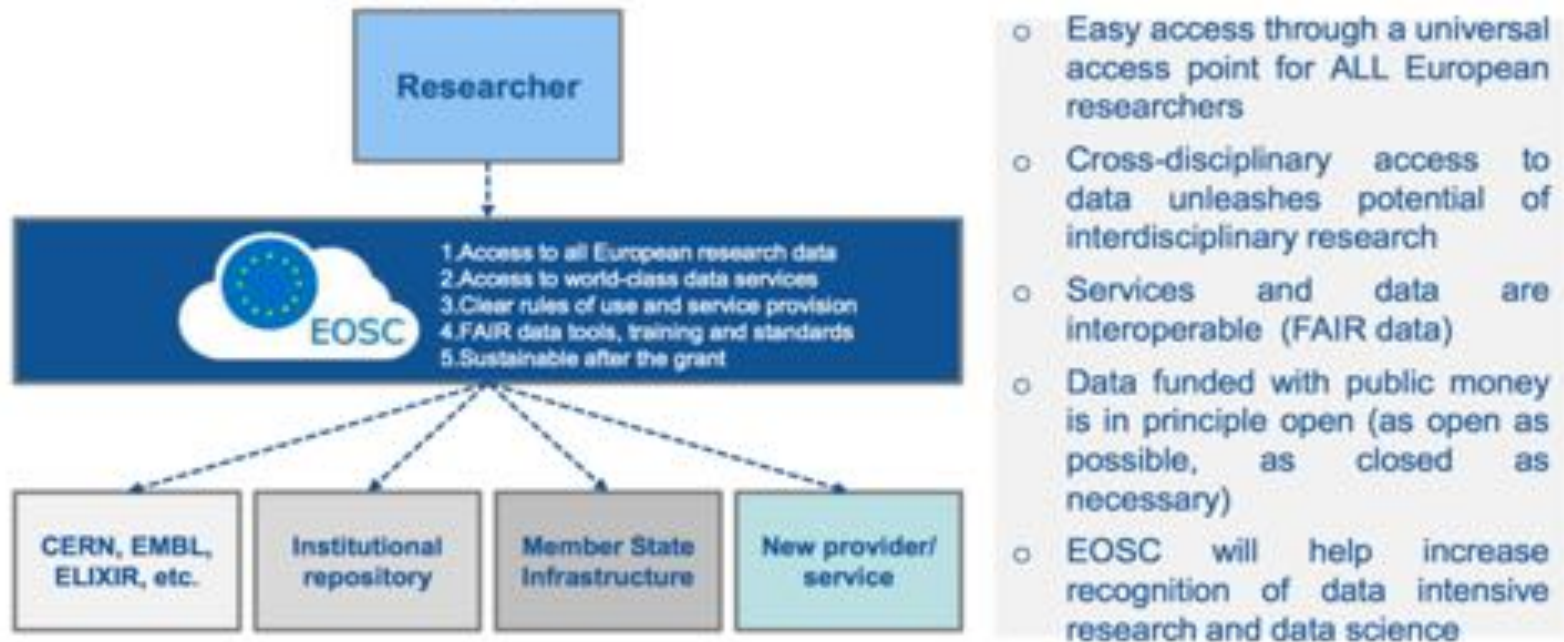 Researcher
EOSC
1.Access to all European research data
2.Access to world-class data services
3.Clear rules of use and service provision
4.FAIR data tools, training and standards
5.Sustainable after the grant
CERN, EMBL,
ELIXIR, etc.
Institutional
repository
Member State
Infrastructure
New provider/
service
o Easy access through a universal
access point for ALL European
researchers
o Cross-disciplinary access to
data unleashes potential of
interdisciplinary research
o Services and data are
interoperable (FAIR data)
o Data funded with public money
is in principle open (as open as
possible, as closed as
necessary)
o EOSC will help increase
recognition of data intensive
research and data science